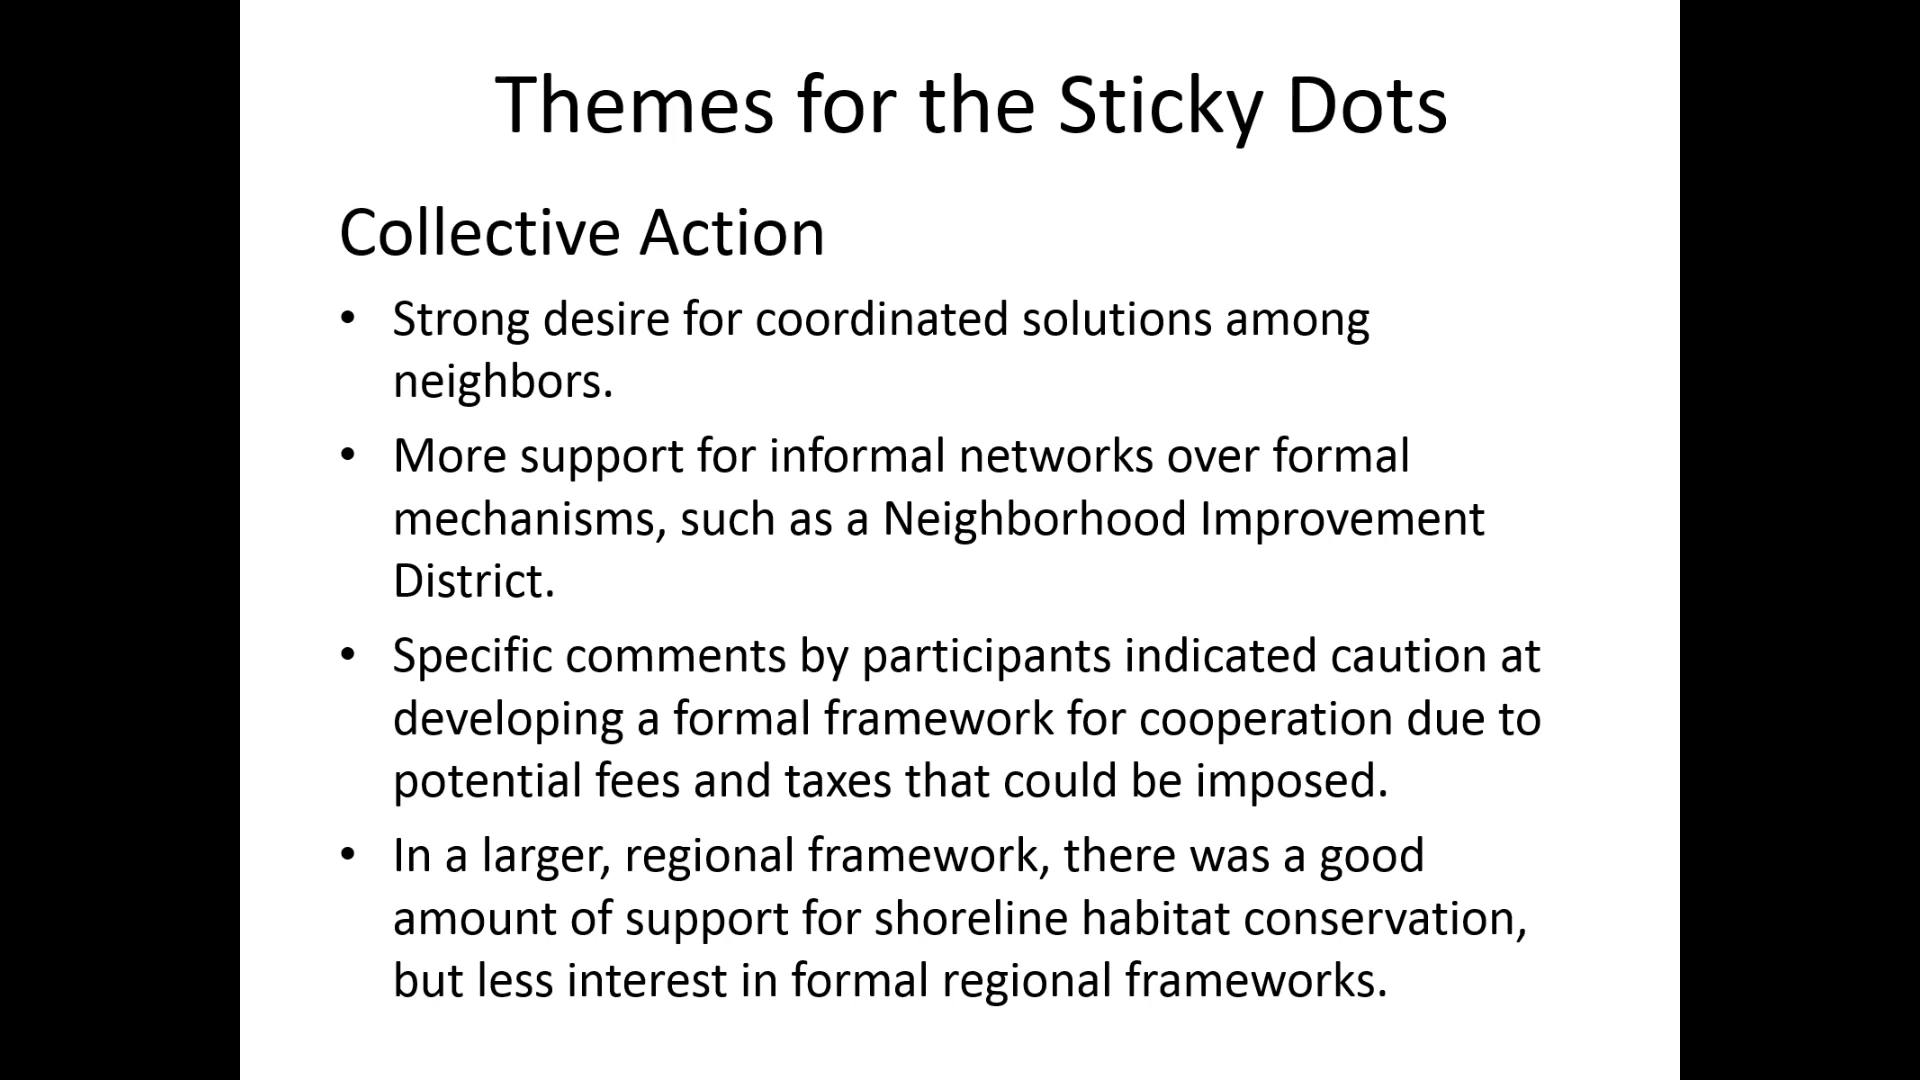 Themes for the Sticky Dots
Collective Action
• Strong desire for coordinated solutions among
neighbors.
• More support for informal networks over formal
mechanisms, such as a Neighborhood Improvement
District.
• Specific comments by participants indicated caution at
developing a formal framework for cooperation due to
potential fees and taxes that could be imposed.
• In a larger, regional framework, there was a good
amount of support for shoreline habitat conservation,
but less interest in formal regional frameworks.